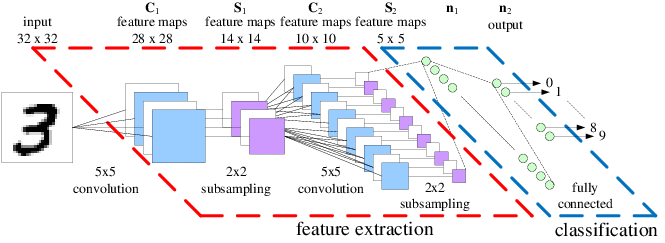 input
32 x 32
C1
feature maps
28 x 28
S1
feature maps
14 x 14
C2
feature maps
10 x 10
S2
feature maps
5 x 5
n1
n2
output
3
0
1
8
9
5x5
convolution
2x2
subsampling
5x5
convolution
2x2
subsampling
fully
connected
feature extraction
classification